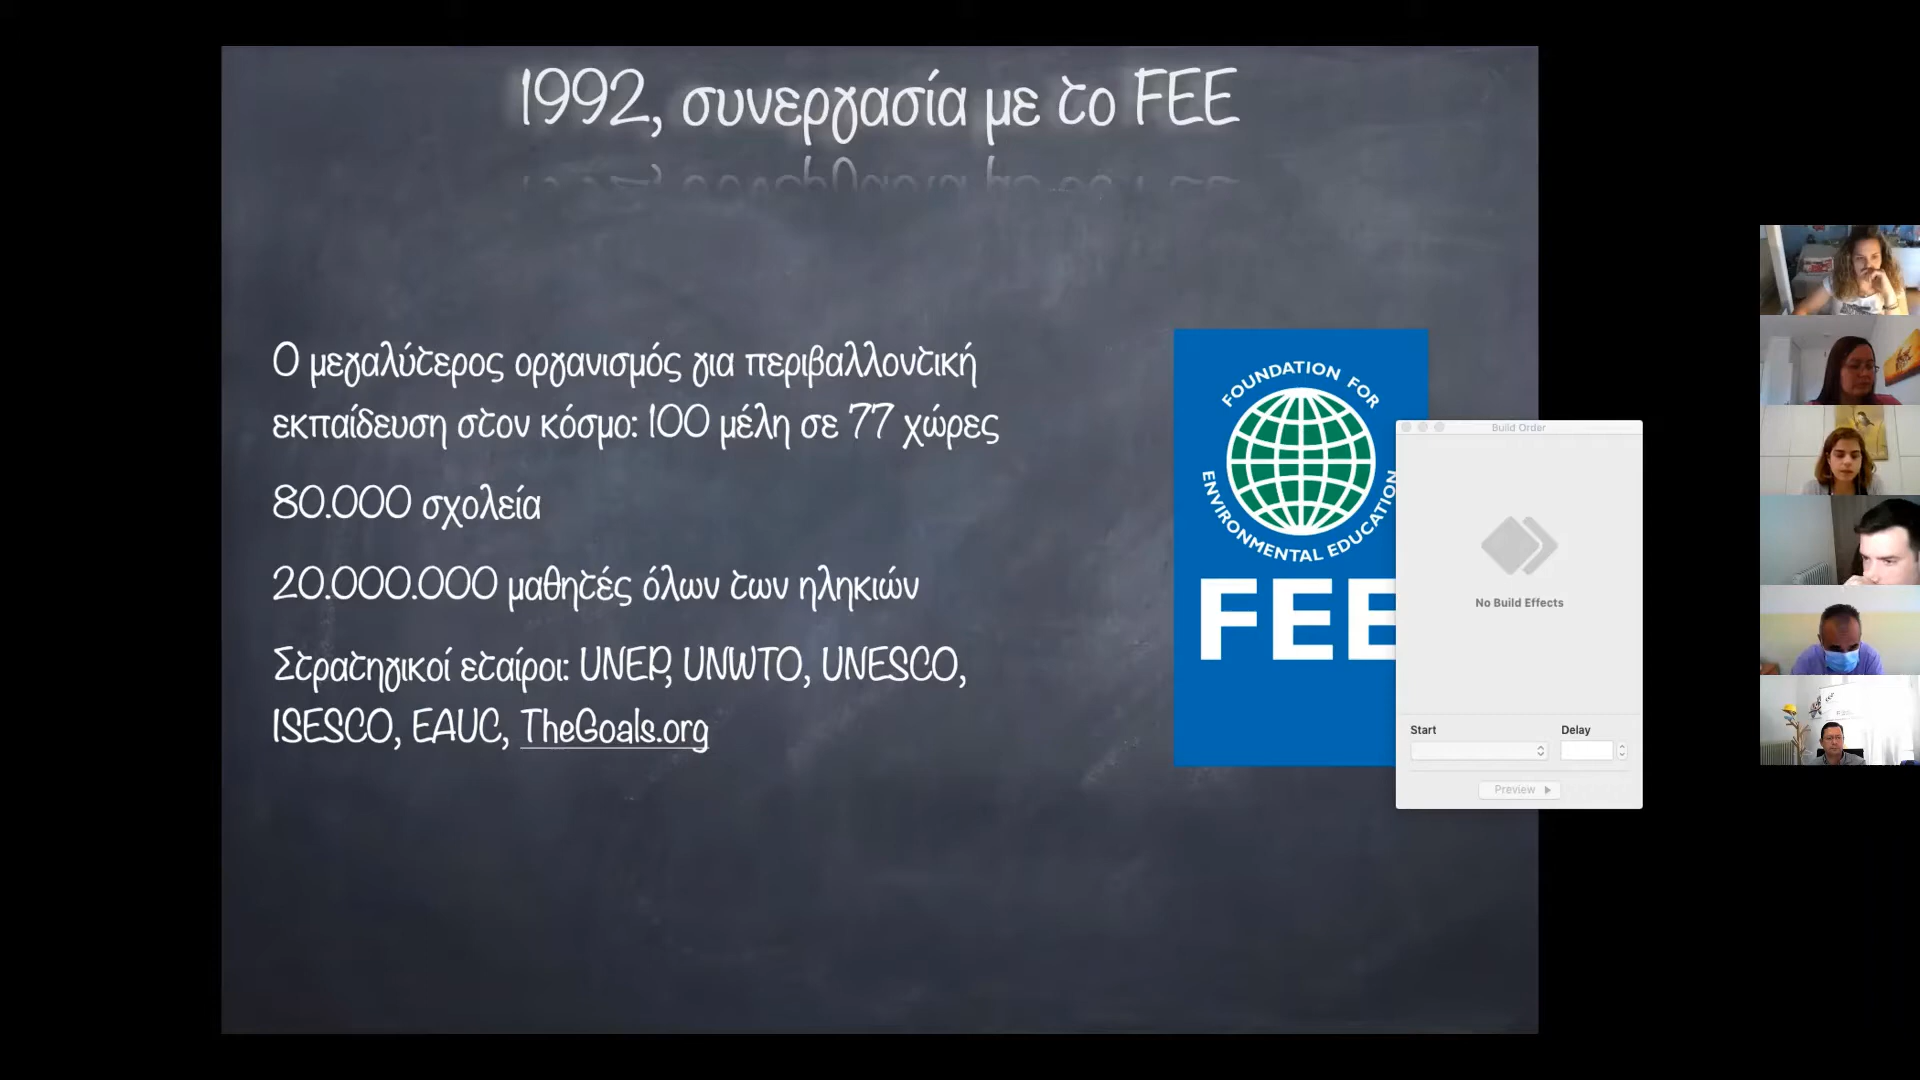 1992, συνεργασία με το FEE
Ο μεγαλύτερος οργανισμός για περιβαλλοντική
εκπαίδευση στον κόσμο: 100 μέλη σε 77 χώρες
80.000 σχολεία
20.000.000 μαθητές όλων των ηληκιών
Στρατηγικοί εταίροι: UNEP, UNWTO, UNESCO,
ISESCO, EAUC, TheGoals.org
FOUNDATION FOR
ENVIRONMENTAL EDUCATION
FEE
Build Order
No Build Effects
Start
Delay
Preview